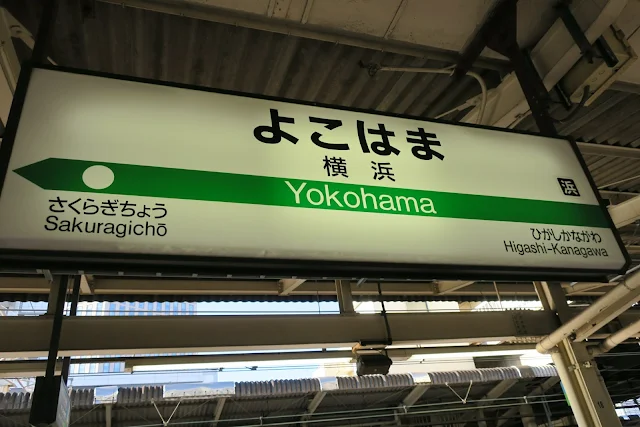 よこはま
横浜
浜
Yokohama
さくらぎちょう
Sakuragichō
ひがしかながわ
Higashi-Kanagawa